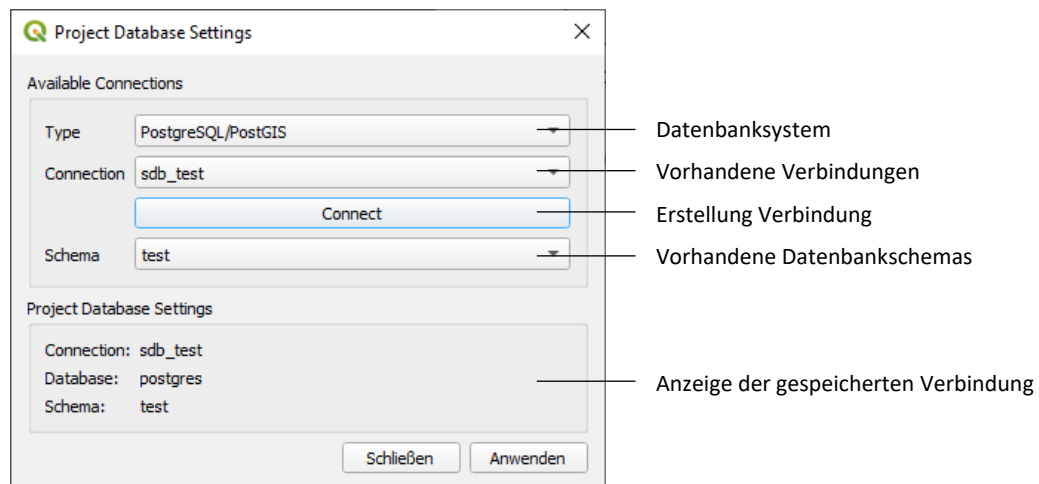 Project Database Settings
Available Connections
Type PostgreSQL/PostGIS Datenbanksystem
Connection sdb_test Vorhandene Verbindungen
Connect Erstellung Verbindung
Schema test Vorhandene Datenbankschemas
Project Database Settings
Connection: sdb_test
Database: postgres Anzeige der gespeicherten Verbindung
Schema: test
Schließen Anwenden